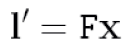 l′ = Fx